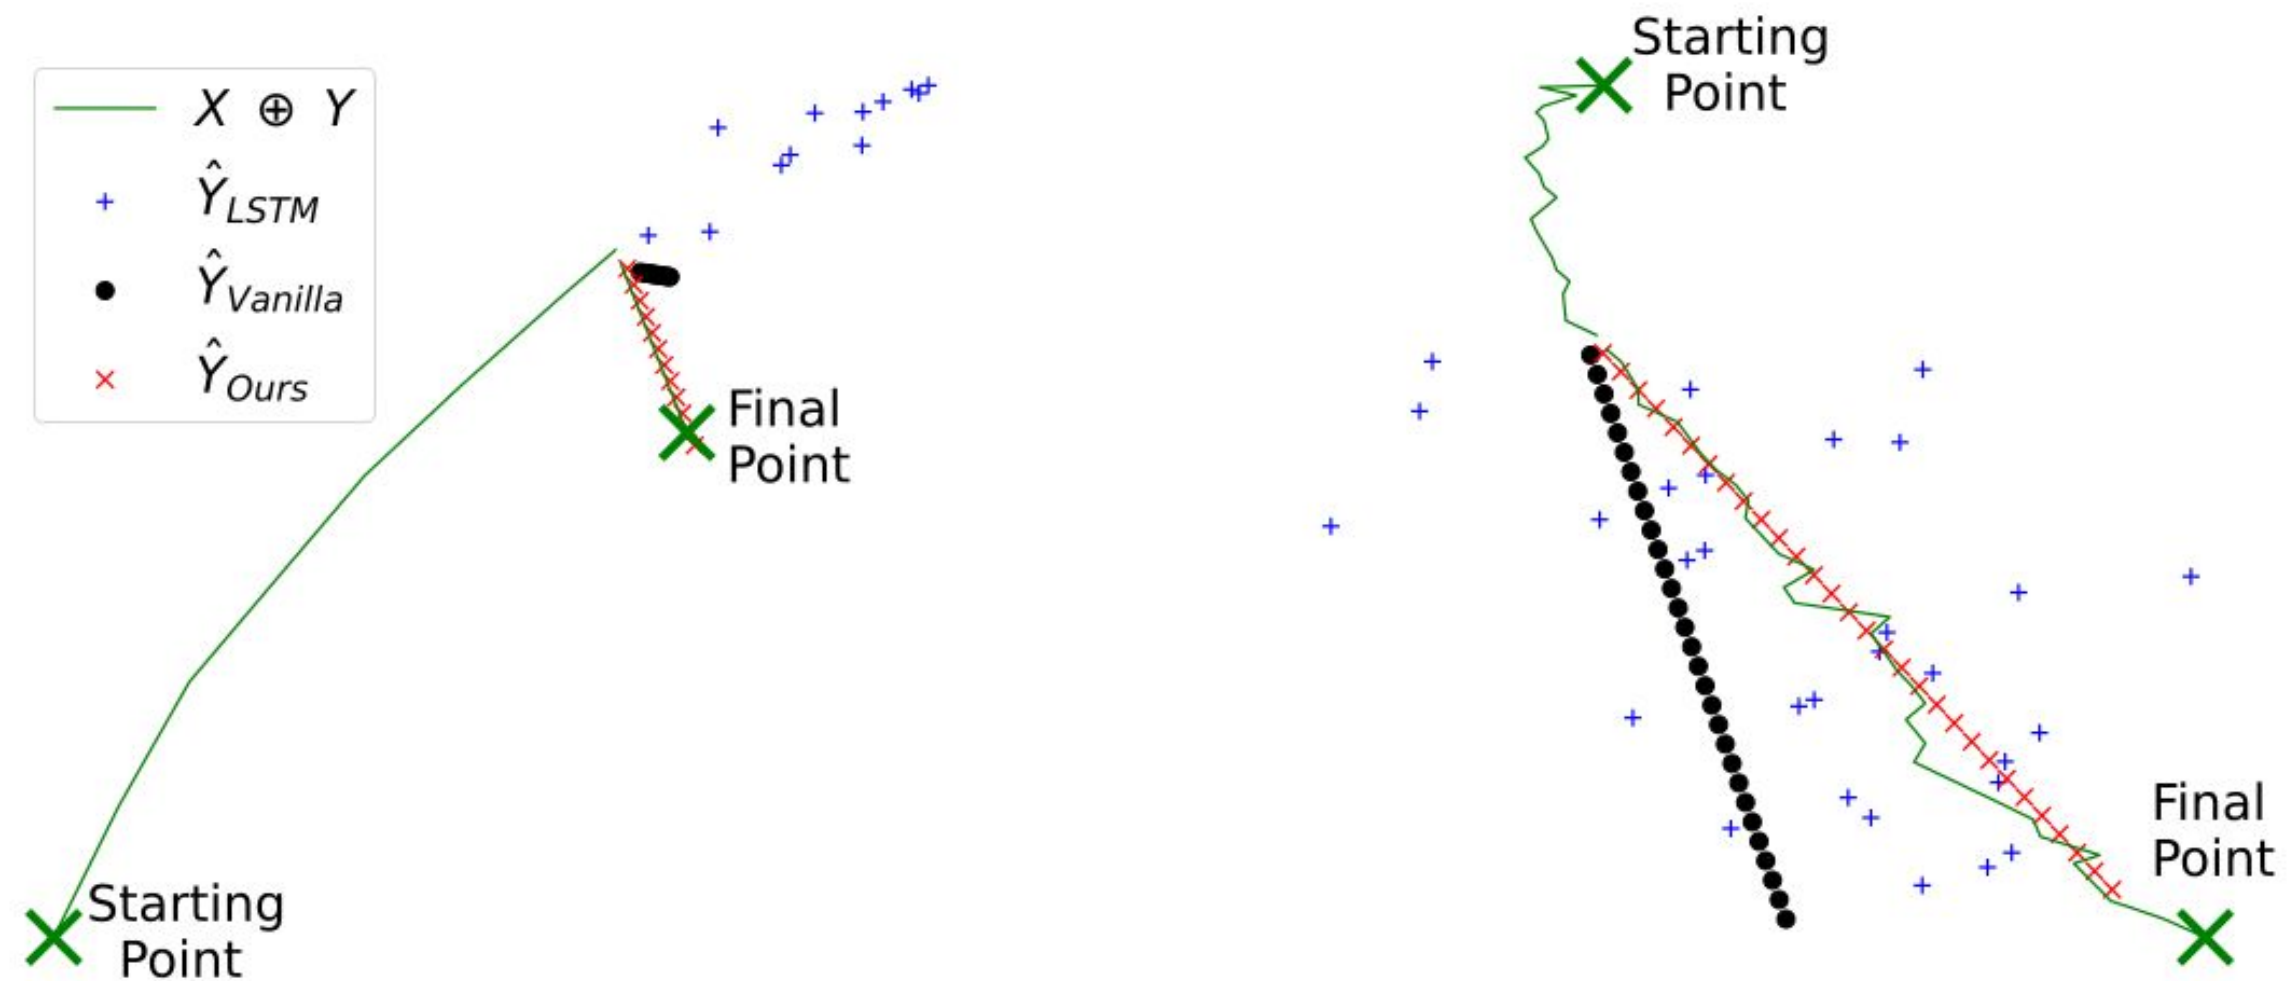 X ⊕ Y
Ŷ_LSTM
Ŷ_Vanilla
Ŷ_Ours
Final
Point
Starting
Point
Starting
Point
Final
Point